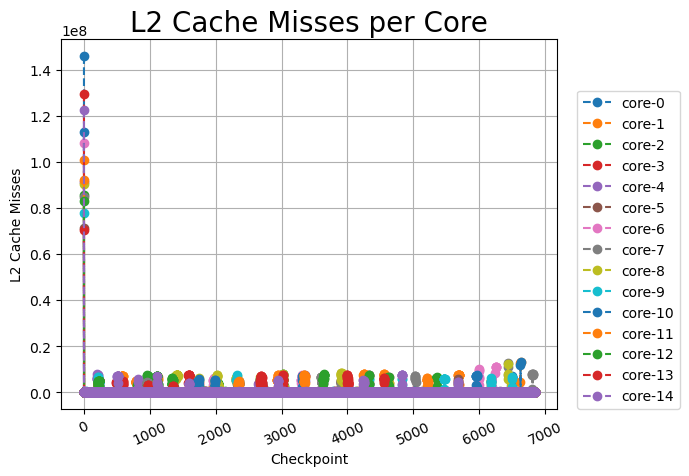 L2 Cache Misses per Core
1e8
1.4
1.2
1.0
0.8
0.6
0.4
0.2
0.0
L2 Cache Misses
0
1000
2000
3000
4000
5000
6000
7000
Checkpoint
core-0
core-1
core-2
core-3
core-4
core-5
core-6
core-7
core-8
core-9
core-10
core-11
core-12
core-13
core-14